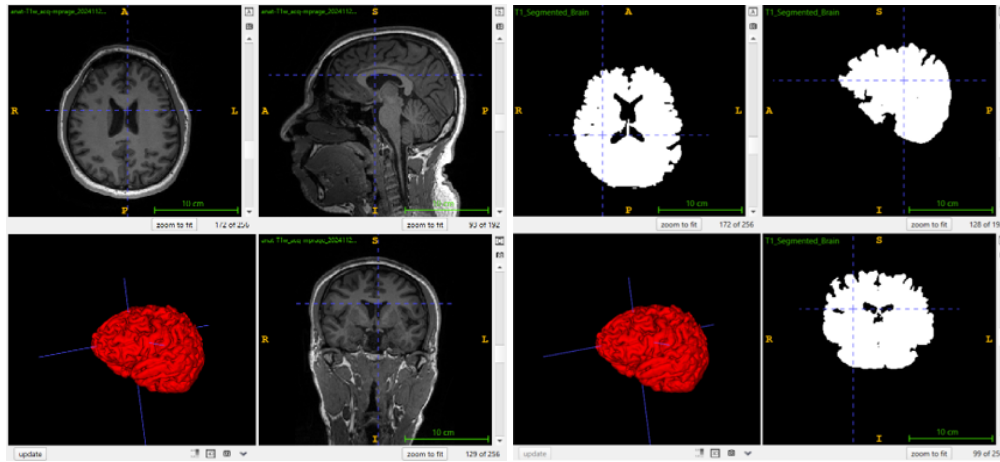 anat-T1w_acq-mprage_2024112...
A
R
L
P
10 cm
zoom to fit
172 of 256
anat-T1w_acq-mprage_2024112...
S
A
P
I
10 cm
zoom to fit
93 of 192
T1_Segmented_Brain
A
R
L
P
10 cm
zoom to fit
172 of 256
T1_Segmented_Brain
S
A
P
I
10 cm
zoom to fit
128 of 19
update
anat-T1w_acq-mprage_2024112...
S
R
L
I
10 cm
zoom to fit
129 of 256
update
T1_Segmented_Brain
S
R
L
I
10 cm
zoom to fit
99 of 25